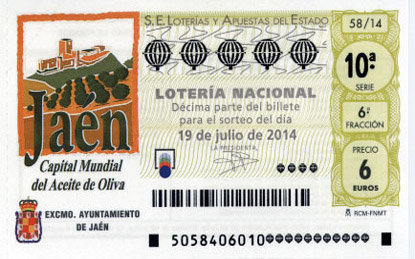 S.E. LOTERÍAS Y APUESTAS DEL ESTADO
58/14
10ª
SERIE
LOTERÍA NACIONAL
Décima parte del billete
para el sorteo del día
19 de julio de 2014
LA PRESIDENTA,
6ª
FRACCIÓN
PRECIO
6
EUROS
RCM-FNMT
Jaén
Capital Mundial
del Aceite de Oliva
EXCMO. AYUNTAMIENTO
DE JAÉN
5058406010